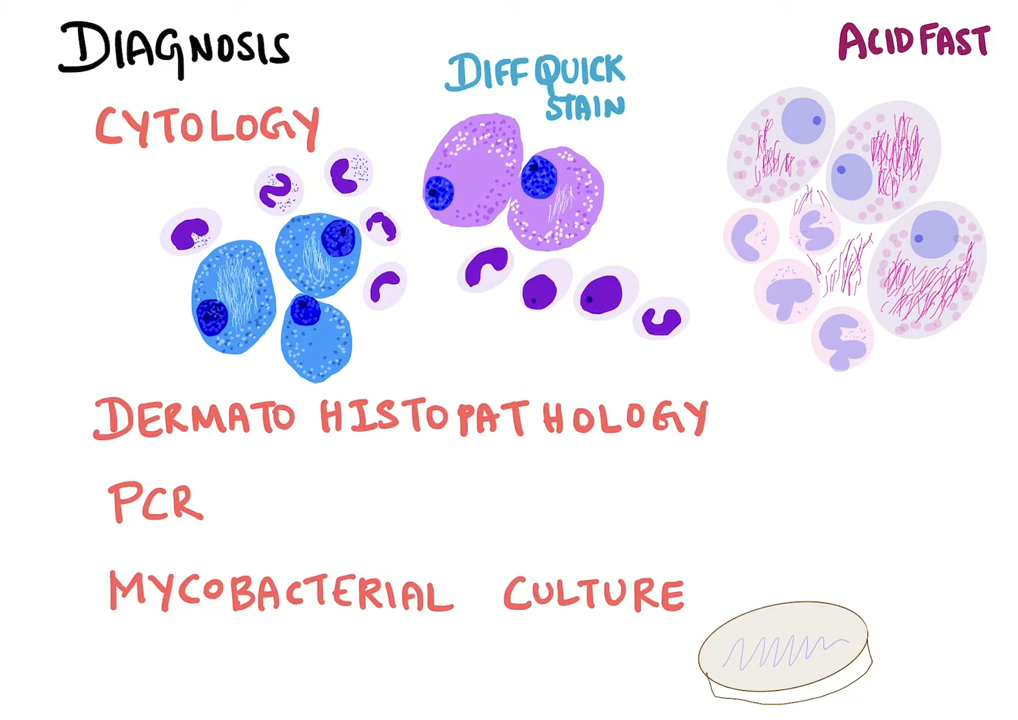 DIAGNOSIS
CYTOLOGY
DIFF QUICK
STAIN
ACID FAST
DERMATO HISTOPATHOLOGY
PCR
MYCOBACTERIAL CULTURE